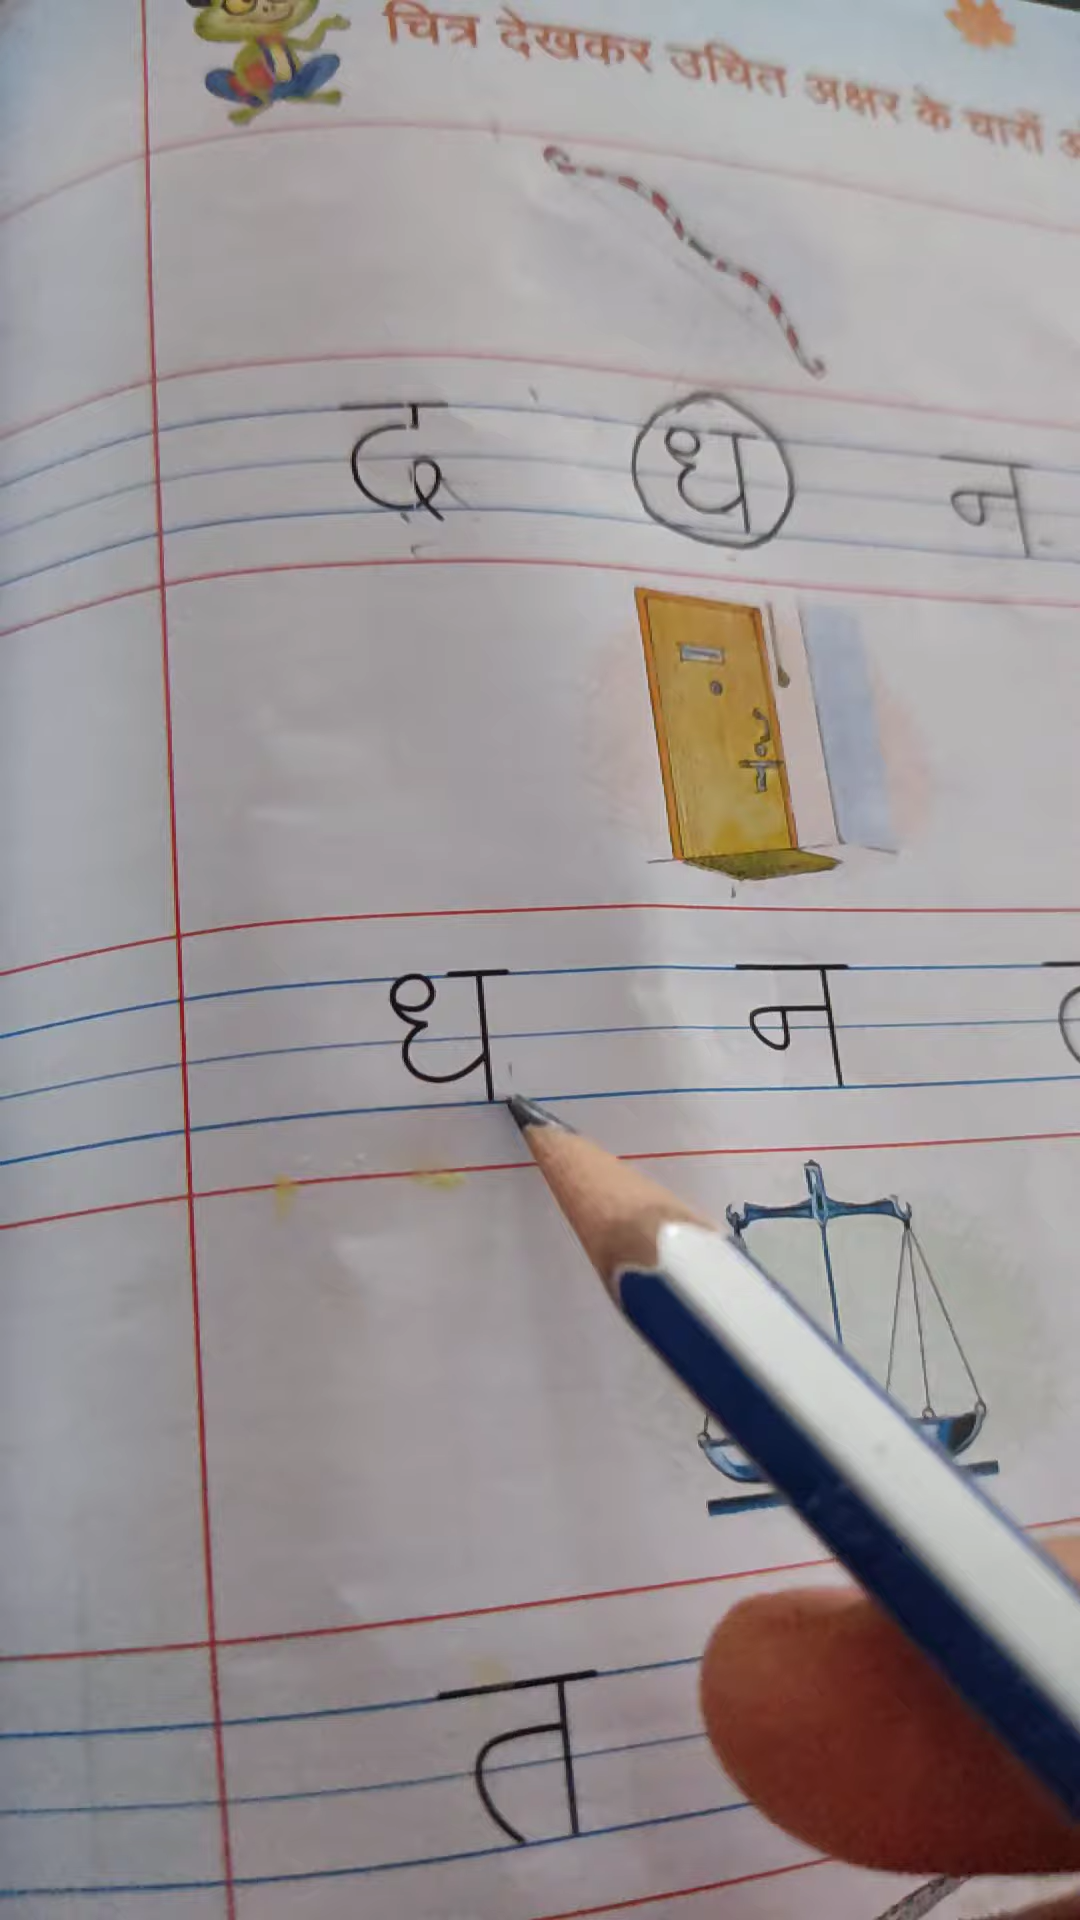 चित्र देखकर उचित अक्षर के चारों
द ध न
ध न
त